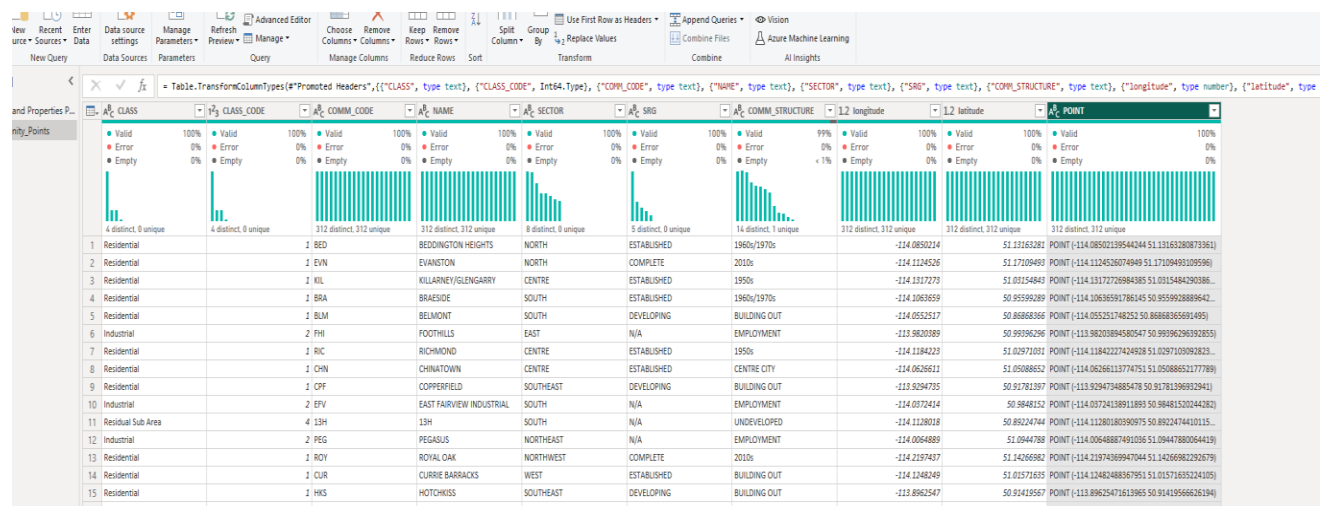 Advanced Editor
Use First Row as Headers
Append Queries
Vision
New Recent Enter Data source Manage Refresh Manage Choose Remove Keep Remove Split Group Replace Values Combine Files Azure Machine Learning
Sources Data settings Parameters Preview Columns Columns Rows Rows Column By
New Query Data Sources Parameters Query Manage Columns Reduce Rows Sort Transform Combine AI Insights
fx = Table.TransformColumnTypes(#"Promoted Headers",{{"CLASS", type text}, {"CLASS_CODE", Int64.Type}, {"COMM_CODE", type text}, {"NAME", type text}, {"SECTOR", type text}, {"SRG", type text}, {"COMM_STRUCTURE", type text}, {"longitude", type number}, {"latitude", type
and Properties P...
nity_Points
ABC CLASS 123 CLASS_CODE ABC COMM_CODE ABC NAME ABC SECTOR ABC SRG ABC COMM_STRUCTURE 1.2 longitude 1.2 latitude ABC POINT
Valid 100% Valid 100% Valid 100% Valid 100% Valid 100% Valid 100% Valid 99% Valid 100% Valid 100% Valid 100%
Error 0% Error 0% Error 0% Error 0% Error 0% Error 0% Error 0% Error 0% Error 0% Error 0%
Empty 0% Empty 0% Empty 0% Empty 0% Empty 0% Empty 0% Empty < 1% Empty 0% Empty 0% Empty 0%
4 distinct, 0 unique 4 distinct, 0 unique 312 distinct, 312 unique 312 distinct, 312 unique 8 distinct, 0 unique 5 distinct, 0 unique 14 distinct, 1 unique 312 distinct, 312 unique 312 distinct, 312 unique 312 distinct, 312 unique
1 Residential 1 BED BEDDINGTON HEIGHTS NORTH ESTABLISHED 1960s/1970s -114.0850214 51.13163281 POINT (-114.08502139544244 51.13163280873361)
2 Residential 1 EVN EVANSTON NORTH COMPLETE 2010s -114.1124526 51.17109493 POINT (-114.1124526074949 51.17109493109596)
3 Residential 1 KIL KILLARNEY/GLENGARRY CENTRE ESTABLISHED 1950s -114.1317273 51.03154843 POINT (-114.13172726984385 51.0315484290386...
4 Residential 1 BRA BRAESIDE SOUTH ESTABLISHED 1960s/1970s -114.1063659 50.95599289 POINT (-114.10636591786145 50.9559928889642...
5 Residential 1 BLM BELMONT SOUTH DEVELOPING BUILDING OUT -114.0552517 50.86868366 POINT (-114.055251748252 50.86868365691495)
6 Industrial 2 FHI FOOTHILLS EAST N/A EMPLOYMENT -113.9820389 50.99396296 POINT (-113.98203894580547 50.99396296392855)
7 Residential 1 RIC RICHMOND CENTRE ESTABLISHED 1950s -114.1184223 51.02971031 POINT (-114.11842227424928 51.0297103092823...
8 Residential 1 CHN CHINATOWN CENTRE ESTABLISHED CENTRE CITY -114.0626611 51.05088652 POINT (-114.06266113774751 51.05088652177789)
9 Residential 1 CPF COPPERFIELD SOUTHEAST DEVELOPING BUILDING OUT -113.9294735 50.91781397 POINT (-113.9294734885478 50.91781396932941)
10 Industrial 2 EFV EAST FAIRVIEW INDUSTRIAL SOUTH N/A EMPLOYMENT -114.0372414 50.9848152 POINT (-114.03724138911893 50.98481520244282)
11 Residual Sub Area 4 13H 13H SOUTH N/A UNDEVELOPED -114.1128018 50.89224744 POINT (-114.11280180390975 50.8922474410115...
12 Industrial 2 PEG PEGASUS NORTHEAST N/A EMPLOYMENT -114.0064889 51.0944788 POINT (-114.00648887491036 51.09447880064419)
13 Residential 1 ROY ROYAL OAK NORTHWEST COMPLETE 2010s -114.2197437 51.14266982 POINT (-114.21974369947044 51.14266982292679)
14 Residential 1 CUR CURRIE BARRACKS WEST ESTABLISHED BUILDING OUT -114.1248249 51.01571635 POINT (-114.12482488367951 51.01571635224105)
15 Residential 1 HKS HOTCHKISS SOUTHEAST DEVELOPING BUILDING OUT -113.8962547 50.91419567 POINT (-113.89625471613965 50.91419566626194)